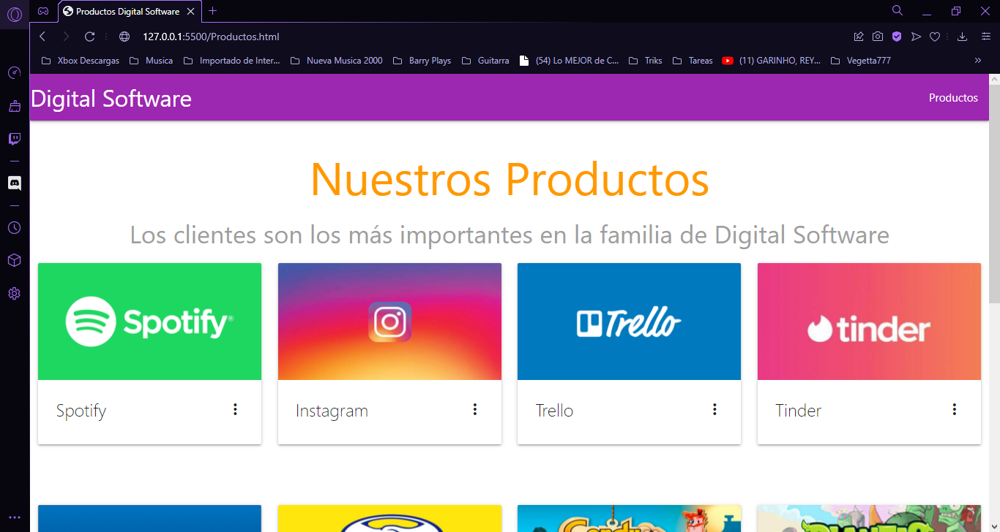 Productos Digital Software
127.0.0.1:5500/Productos.html
Xbox Descargas Musica Importado de Inter... Nueva Musica 2000 Barry Plays Guitarra (54) Lo MEJOR de C... Triks Tareas (11) GARINHO, REY... Vegetta777
Digital Software Productos
Nuestros Productos
Los clientes son los más importantes en la familia de Digital Software
Spotify® Trello tinder
Spotify Instagram Trello Tinder